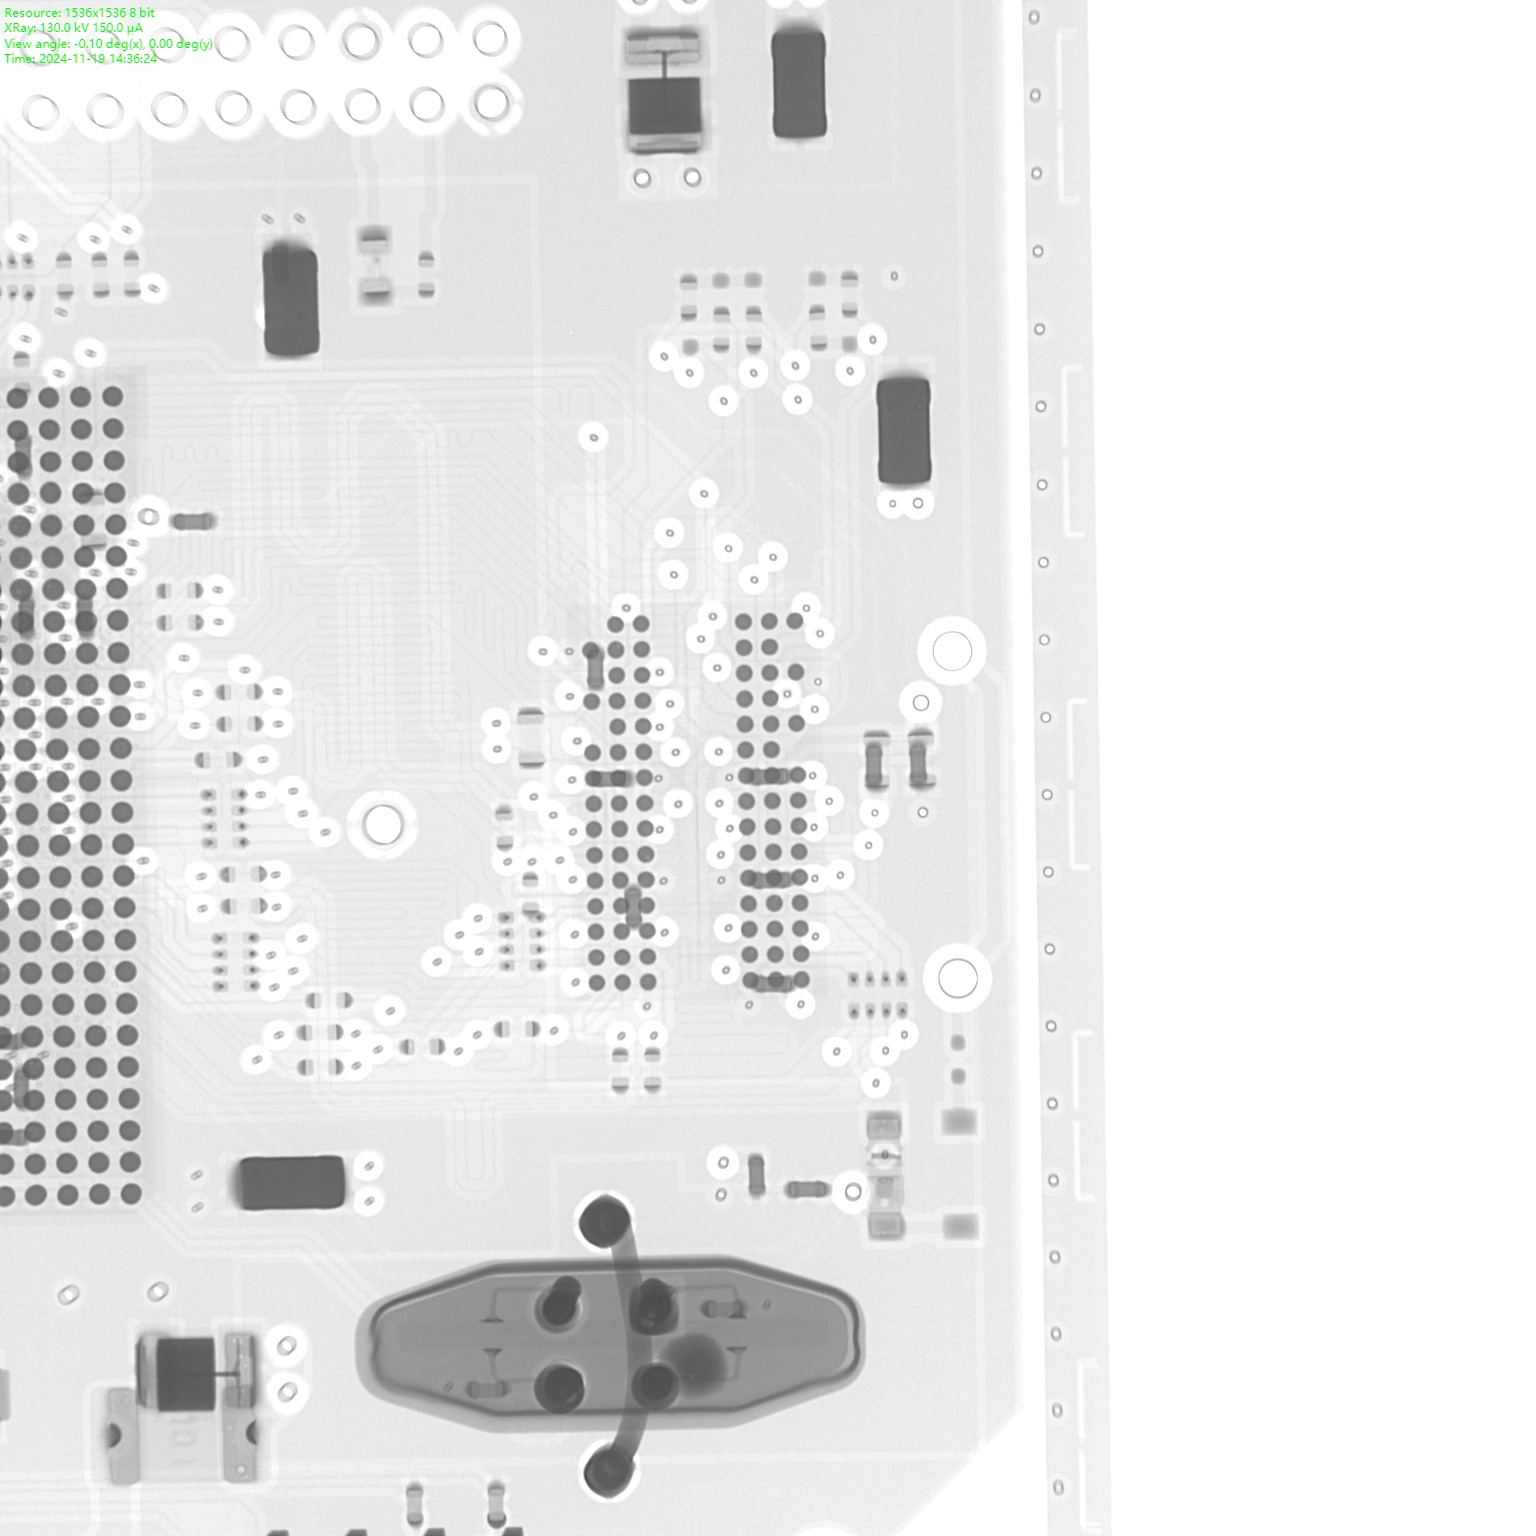 Resource: 1536x1536 8 bit
XRay: 130.0 kV 150.0 µA
View angle: -0.10 deg(x), 0.00 deg(y)
Time: 2024-11-19 14:36:24